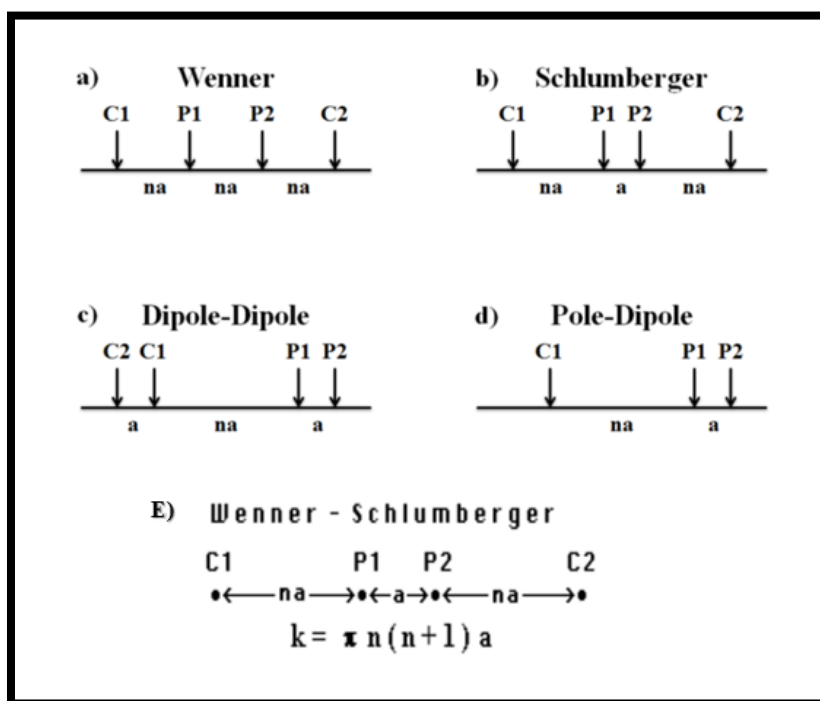 a) Wenner
C1 P1 P2 C2
na na na
b) Schlumberger
C1 P1 P2 C2
na a na
c) Dipole-Dipole
C2 C1 P1 P2
a na a
d) Pole-Dipole
C1 P1 P2
na a
E) Wenner - Schlumberger
C1 P1 P2 C2
na a na
k= π n(n+1) a